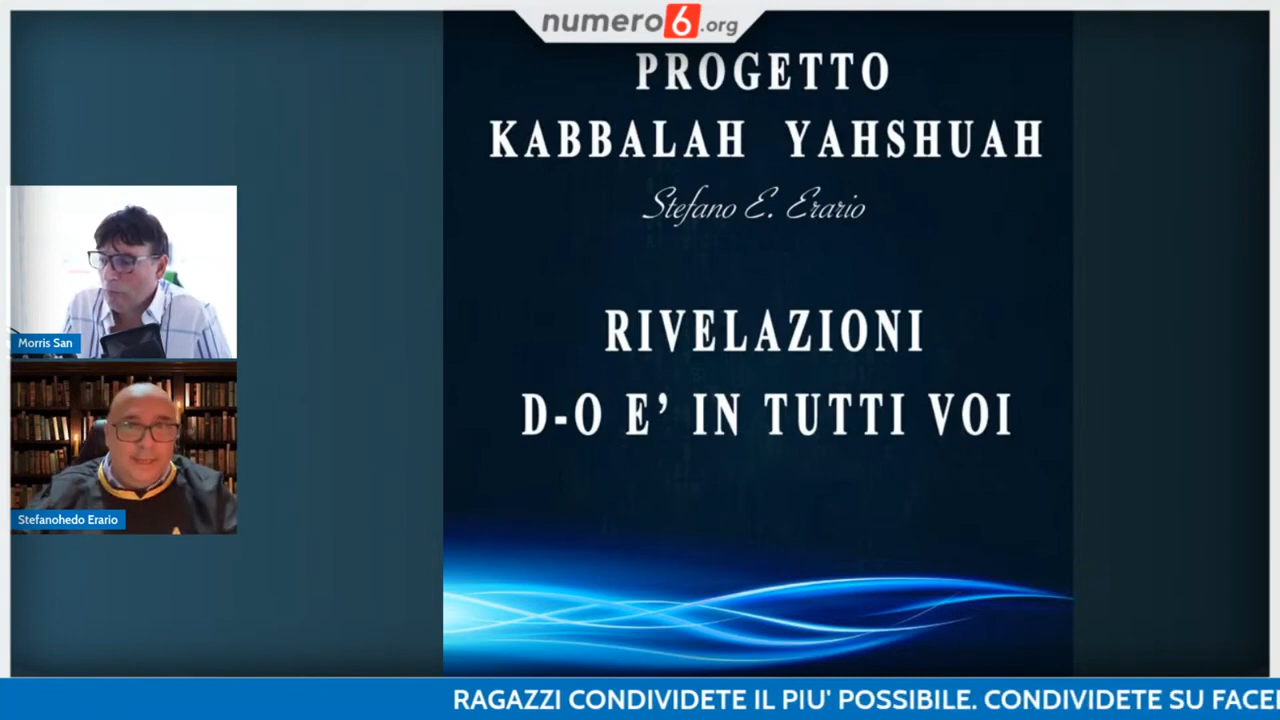 numero6.org
PROGETTO
KABBALAH YAHSHUAH
Stefano E. Erario
RIVELAZIONI
D-O E' IN TUTTI VOI
Morris San
Stefanohedo Erario
RAGAZZI CONDIVIDETE IL PIU' POSSIBILE. CONDIVIDETE SU